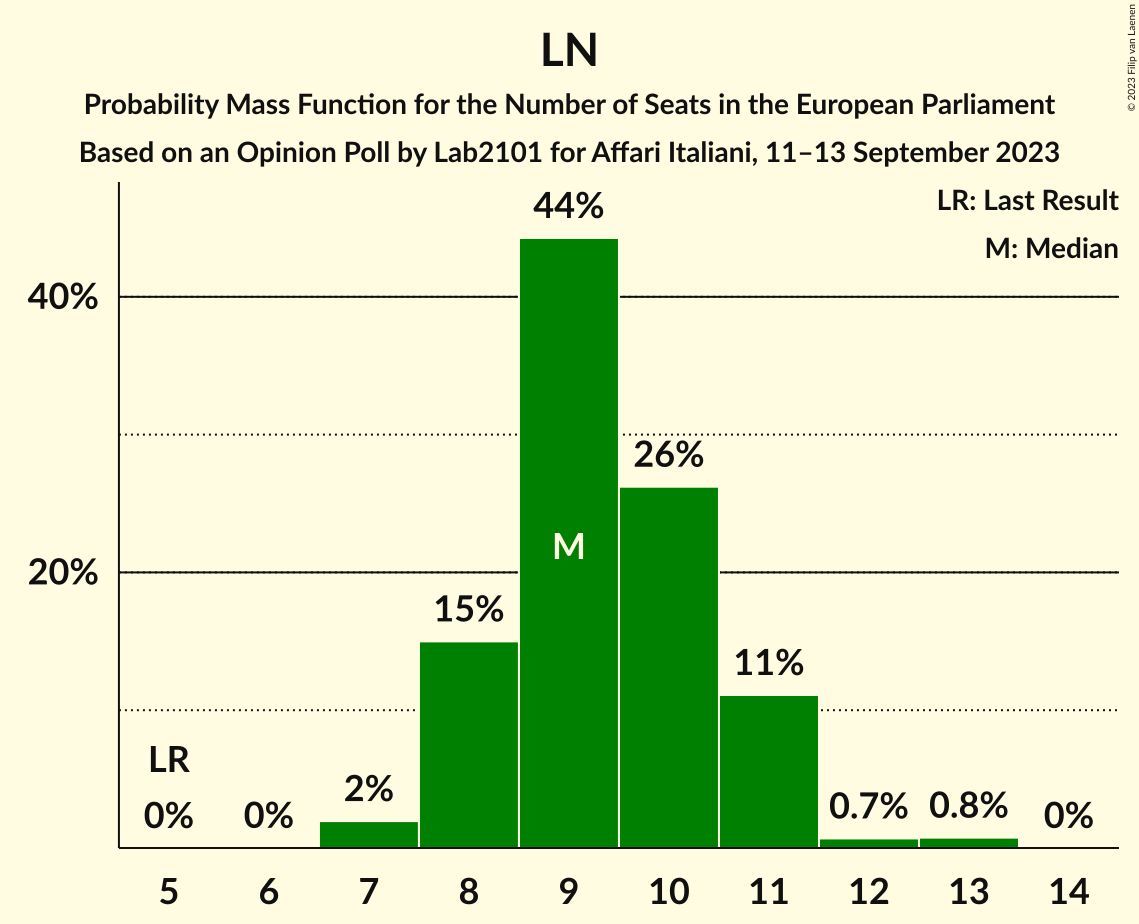 LN
Probability Mass Function for the Number of Seats in the European Parliament
Based on an Opinion Poll by Lab2101 for Affari Italiani, 11–13 September 2023
© 2023 Filip van Laenen
LR: Last Result
M: Median
44%
40%
26%
M
20%
15%
11%
LR
2%
0%
0%
0.7%
0.8%
0%
5 6 7 8 9 10 11 12 13 14